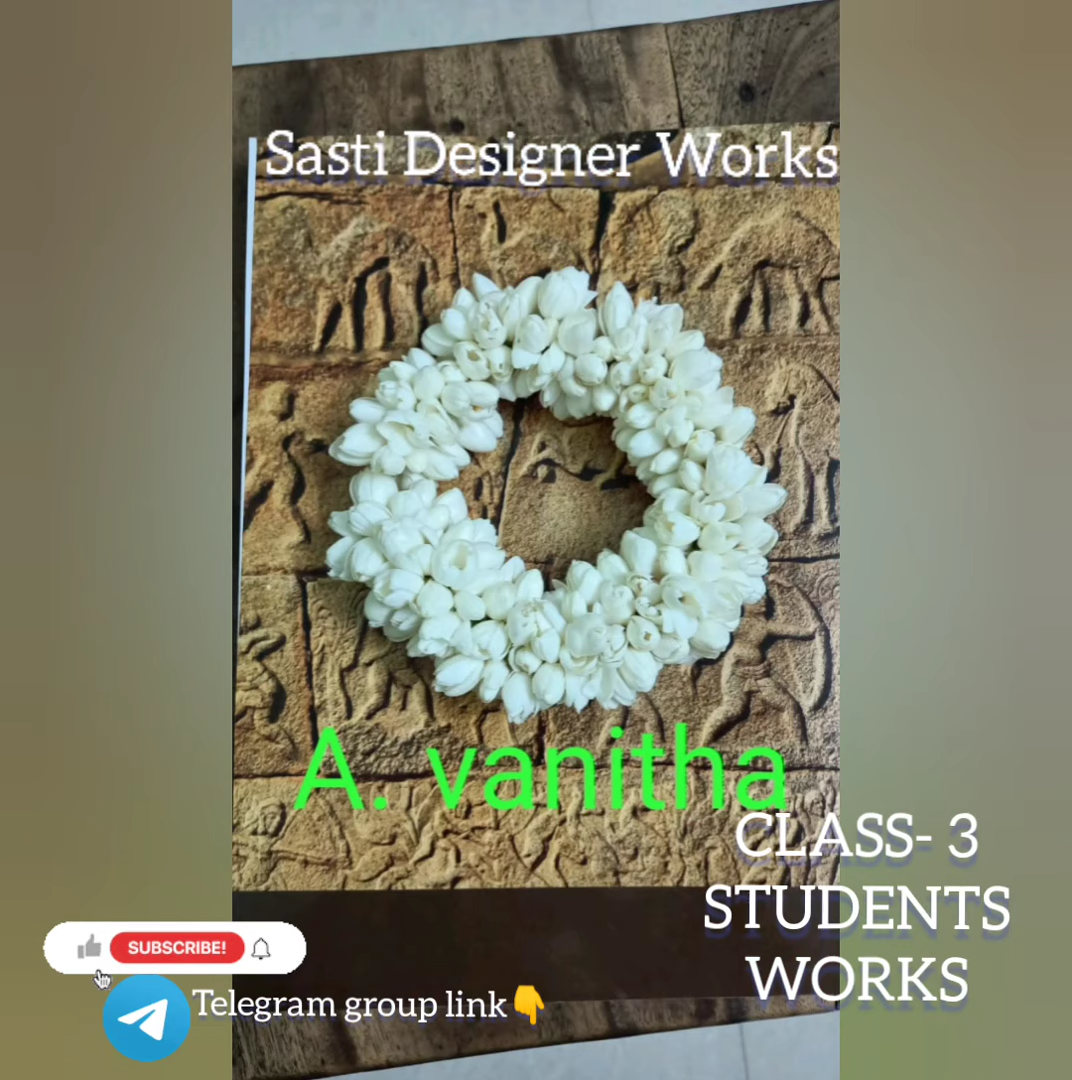 Sasti Designer Works
A. vanitha
CLASS- 3
STUDENTS
WORKS
SUBSCRIBE!
Telegram group link👇